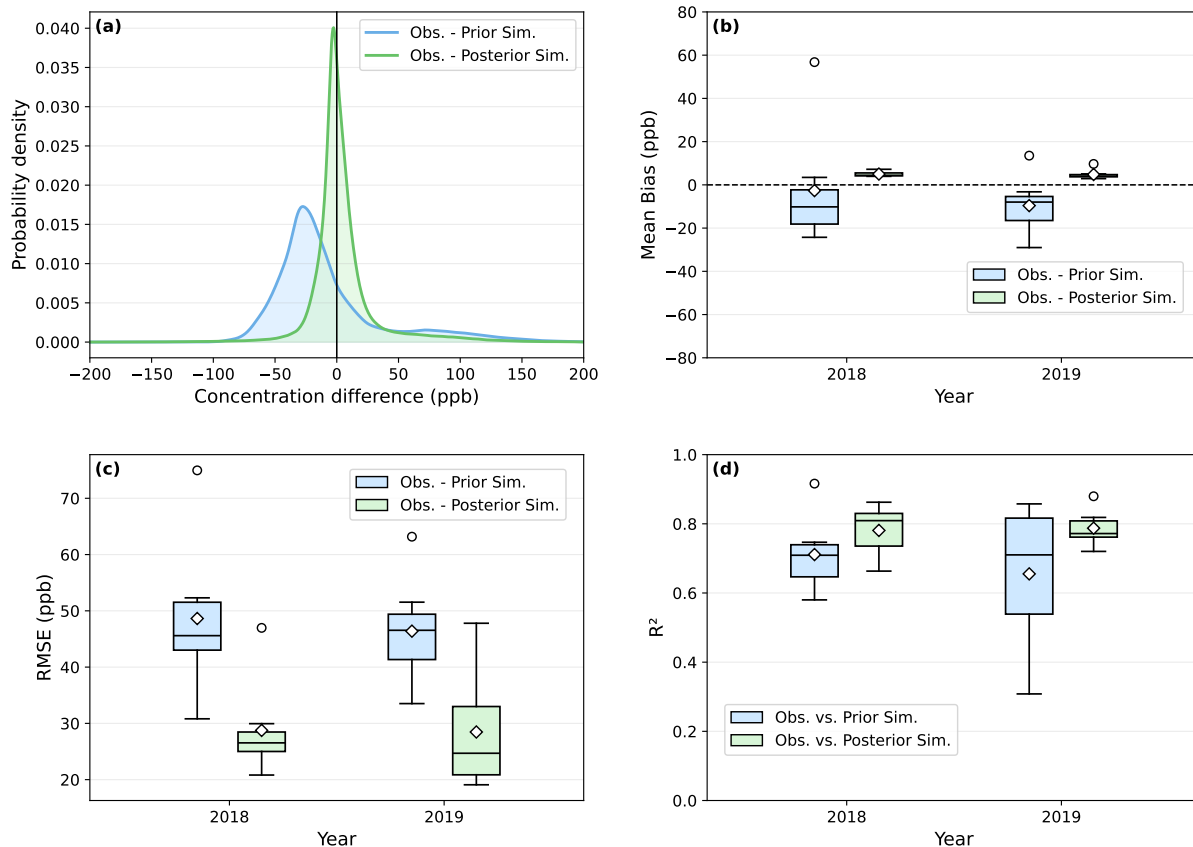 (a)
Obs. - Prior Sim.
Obs. - Posterior Sim.
0.040
0.035
0.030
0.025
0.020
0.015
0.010
0.005
0.000
Probability density
−200 −150 −100 −50 0 50 100 150 200
Concentration difference (ppb)
(b)
80
60
40
20
0
−20
−40
−60
−80
Mean Bias (ppb)
Obs. - Prior Sim.
Obs. - Posterior Sim.
2018 2019
Year
(c)
Obs. - Prior Sim.
Obs. - Posterior Sim.
70
60
50
40
30
20
RMSE (ppb)
2018 2019
Year
(d)
1.0
0.8
0.6
0.4
0.2
0.0
R²
Obs. vs. Prior Sim.
Obs. vs. Posterior Sim.
2018 2019
Year